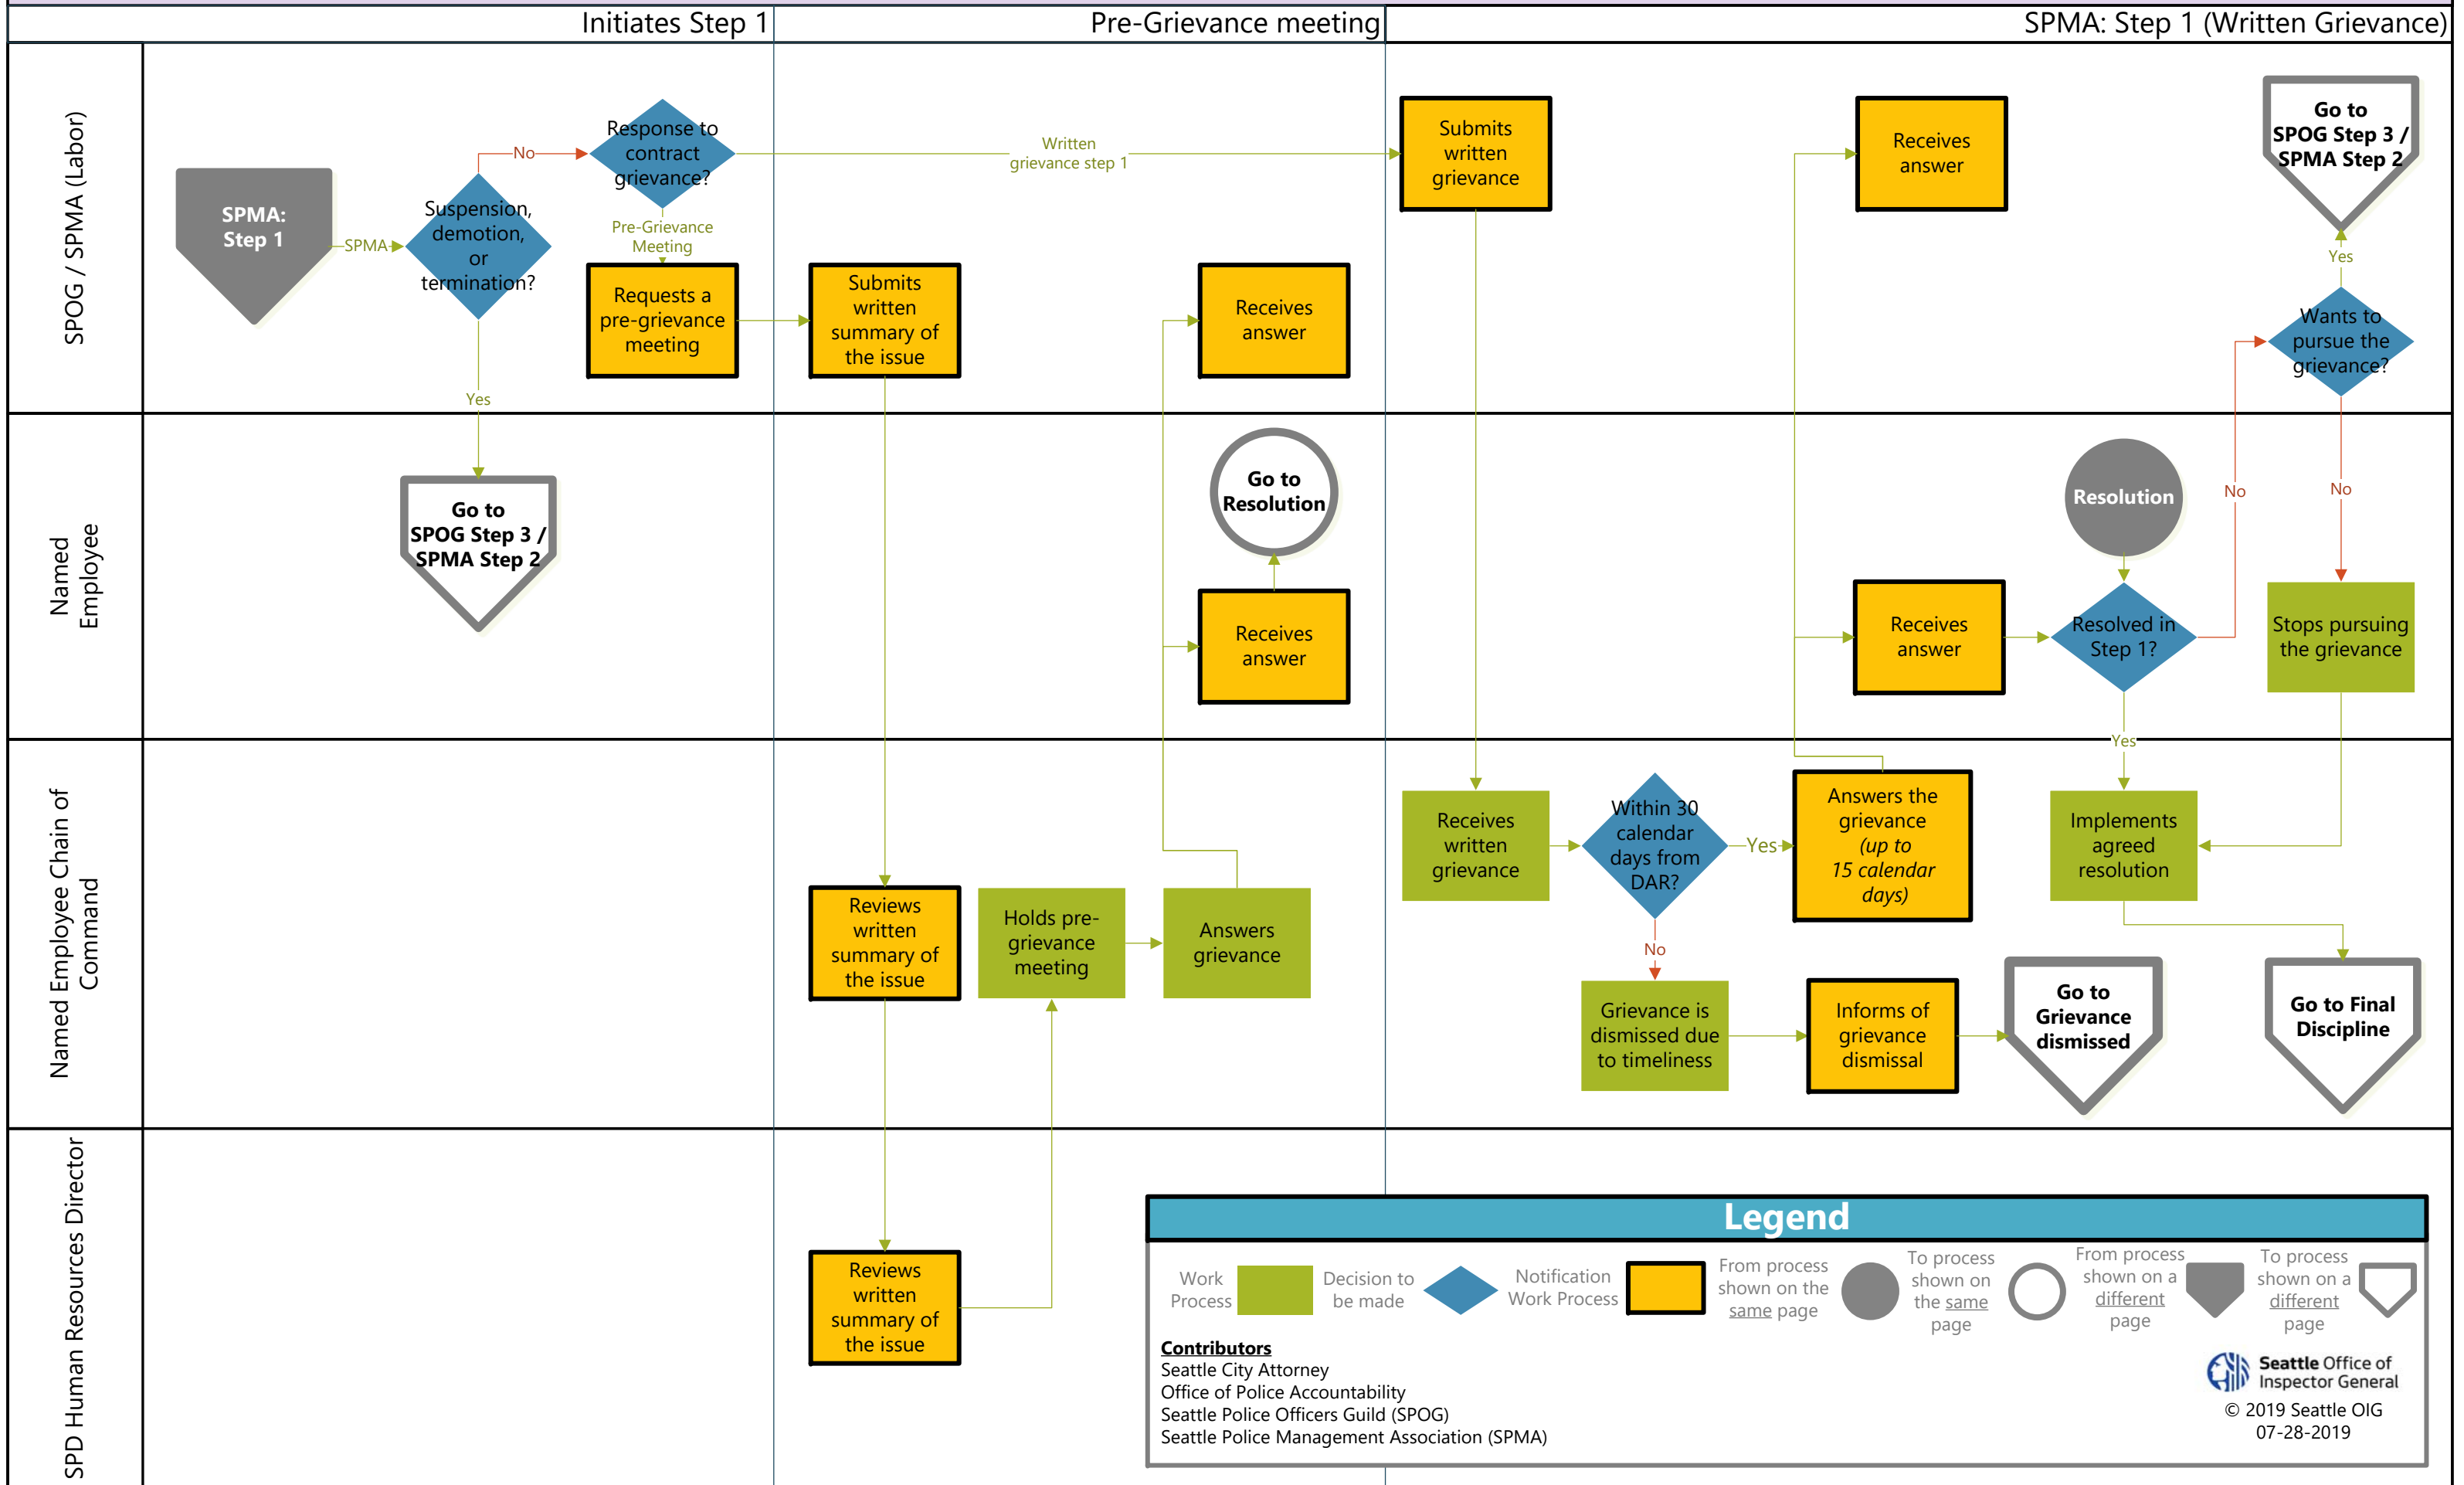 Initiates Step 1
Pre-Grievance meeting
SPMA: Step 1 (Written Grievance)
SPOG / SPMA (Labor)
SPMA:
Step 1
SPMA
Suspension,
demotion,
or
termination?
No
Yes
Response to
contract
grievance?
Written
grievance step 1
Pre-Grievance
Meeting
Requests a
pre-grievance
meeting
Submits
written
summary of
the issue
Receives
answer
Submits
written
grievance
Receives
answer
Go to
SPOG Step 3 /
SPMA Step 2
Yes
Wants to
pursue the
grievance?
Named
Employee
Go to
SPOG Step 3 /
SPMA Step 2
Go to
Resolution
Receives
answer
Receives
answer
Resolution
Resolved in
Step 1?
No
No
Stops pursuing
the grievance
Yes
Named Employee Chain of
Command
Reviews
written
summary of
the issue
Holds pre-
grievance
meeting
Answers
grievance
Receives
written
grievance
Within 30
calendar
days from
DAR?
Yes
No
Answers the
grievance
(up to
15 calendar
days)
Implements
agreed
resolution
Grievance is
dismissed due
to timeliness
Informs of
grievance
dismissal
Go to
Grievance
dismissed
Go to Final
Discipline
SPD Human Resources Director
Reviews
written
summary of
the issue
Legend
Work
Process
Decision to
be made
Notification
Work Process
From process
shown on the
same page
To process
shown on
the same
page
From process
shown on a
different
page
To process
shown on a
different
page
Contributors
Seattle City Attorney
Office of Police Accountability
Seattle Police Officers Guild (SPOG)
Seattle Police Management Association (SPMA)
Seattle Office of
Inspector General
© 2019 Seattle OIG
07-28-2019